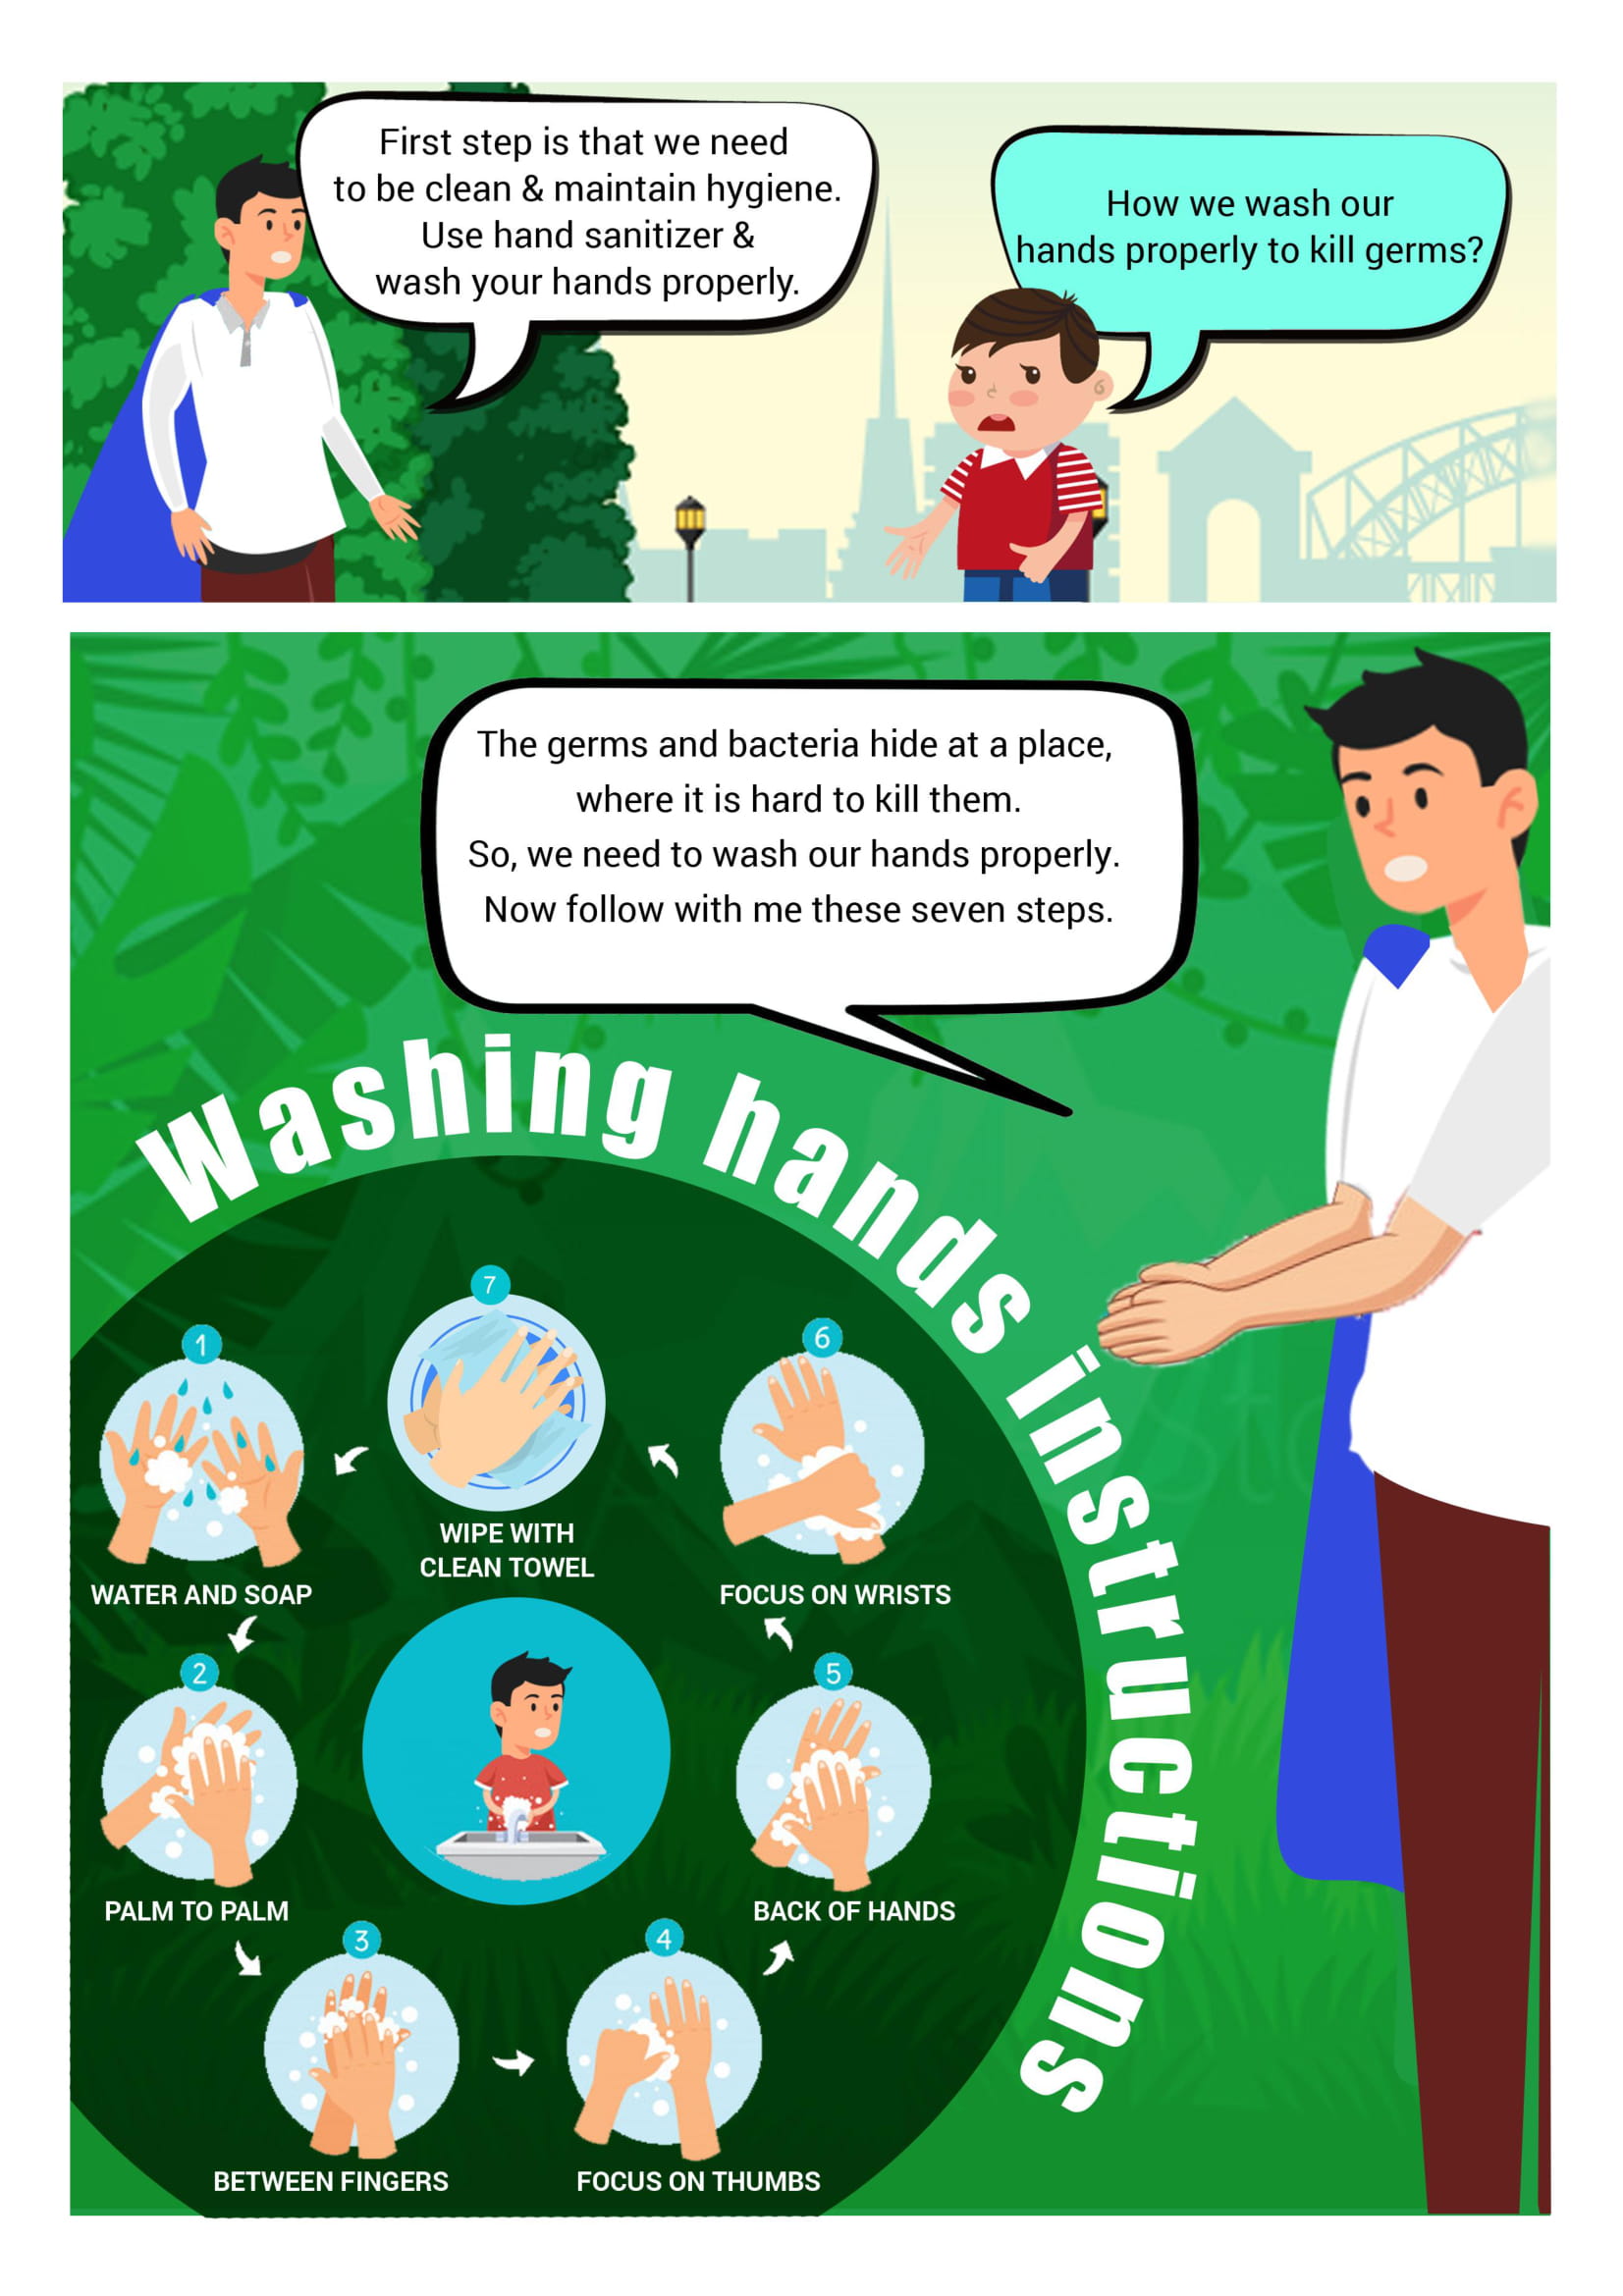 First step is that we need
to be clean & maintain hygiene.
Use hand sanitizer &
wash your hands properly.
How we wash our
hands properly to kill germs?
The germs and bacteria hide at a place,
where it is hard to kill them.
So, we need to wash our hands properly.
Now follow with me these seven steps.
Washing hands instructions
1
WATER AND SOAP
2
PALM TO PALM
3
BETWEEN FINGERS
4
FOCUS ON THUMBS
5
BACK OF HANDS
6
FOCUS ON WRISTS
7
WIPE WITH
CLEAN TOWEL